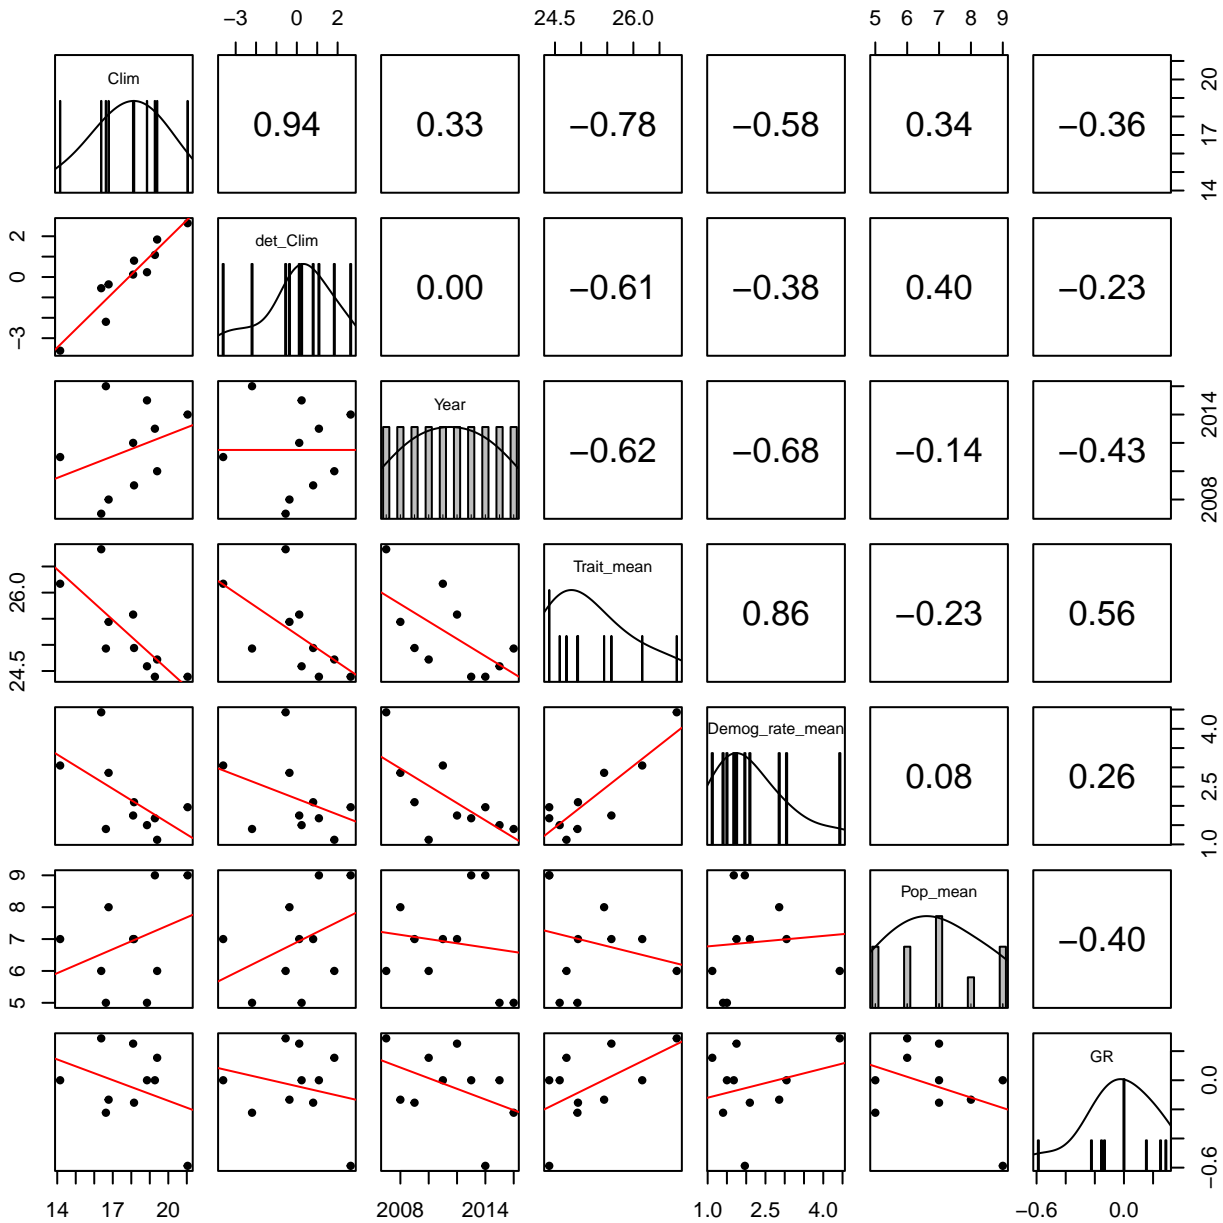 −3 0 2 24.5 26.0 5 6 7 8 9
Clim 0.94 0.33 −0.78 −0.58 0.34 −0.36
14 17 20
−3 0 2
det_Clim 0.00 −0.61 −0.38 0.40 −0.23
Year −0.62 −0.68 −0.14 −0.43
2008 2014
24.5 26.0
Trait_mean 0.86 −0.23 0.56
Demog_rate_mean 0.08 0.26
1.0 2.5 4.0
5 6 7 8 9
Pop_mean −0.40
GR
−0.6 0.0
14 17 20 2008 2014 1.0 2.5 4.0 −0.6 0.0